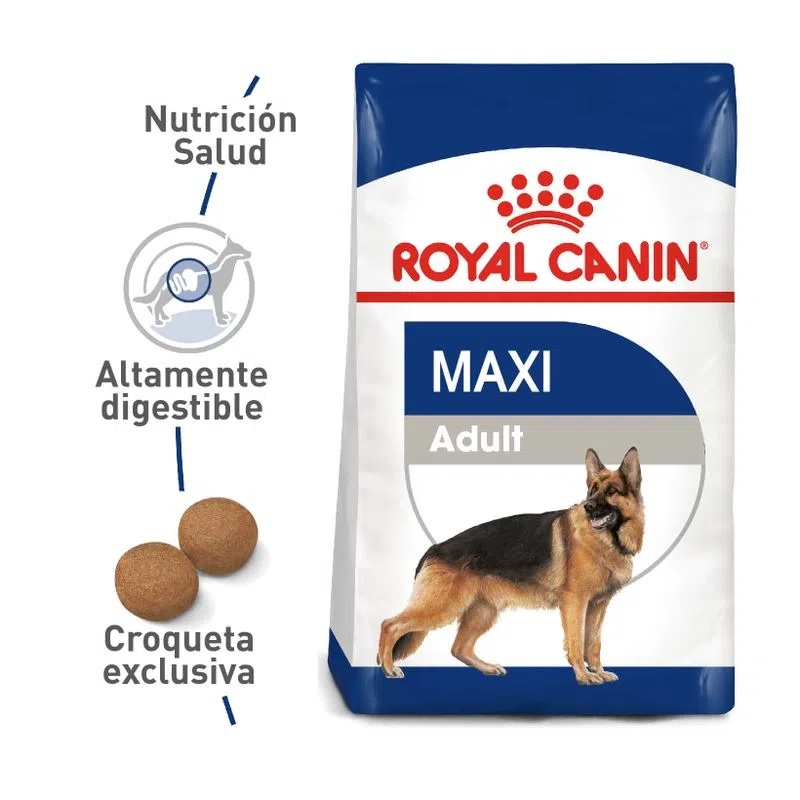 Nutrición
Salud
Altamente
digestible
Croqueta
exclusiva
ROYAL CANIN®
MAXI
Adult